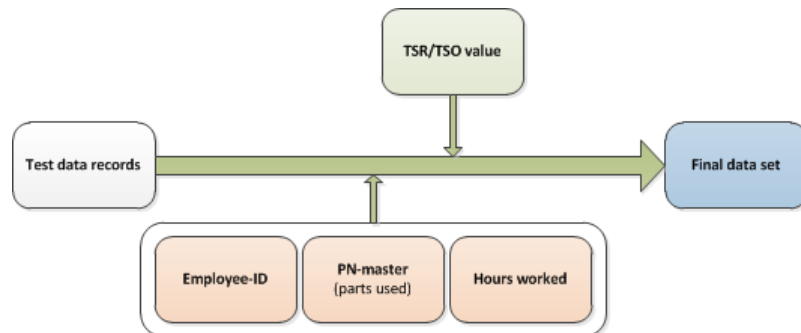 TSR/TSO value
Test data records
Final data set
Employee-ID
PN-master
(parts used)
Hours worked